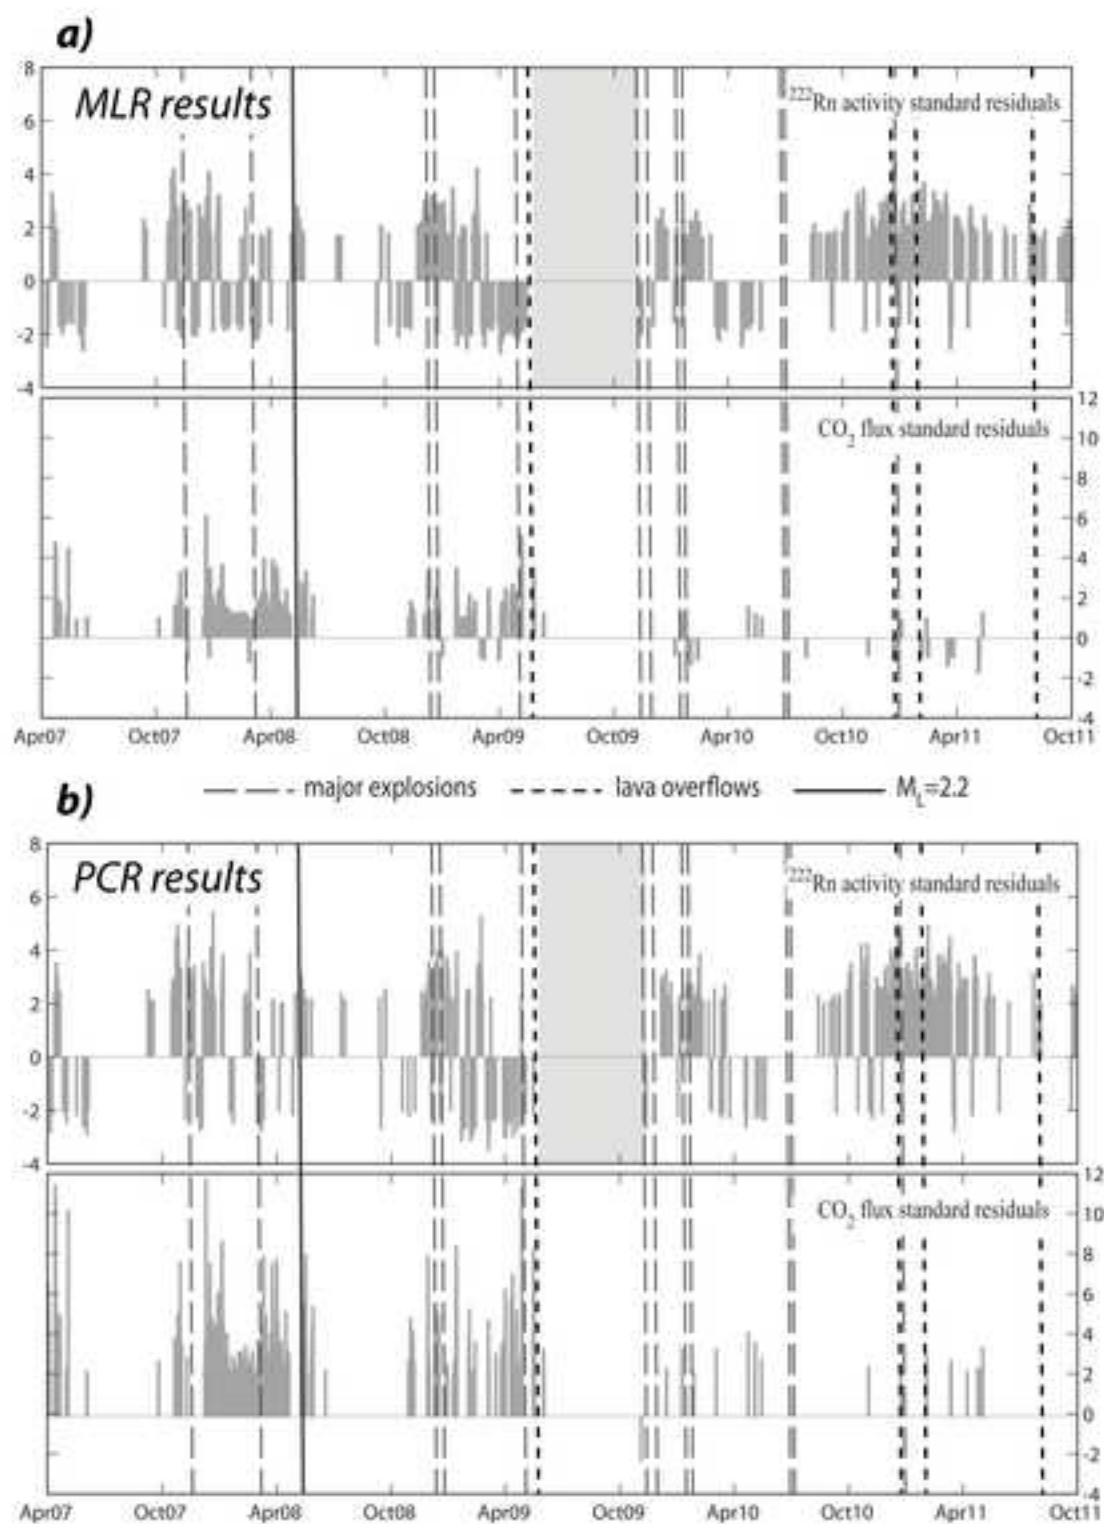 a)
MLR results
²²²Rn activity standard residuals
8
6
4
2
0
-2
-4
CO₂ flux standard residuals
12
10
8
6
4
2
0
-2
-4
Apr07 Oct07 Apr08 Oct08 Apr09 Oct09 Apr10 Oct10 Apr11 Oct11
major explosions lava overflows M_L=2.2
b)
PCR results
²²²Rn activity standard residuals
8
6
4
2
0
-2
-4
CO₂ flux standard residuals
12
10
8
6
4
2
0
-2
-4
Apr07 Oct07 Apr08 Oct08 Apr09 Oct09 Apr10 Oct10 Apr11 Oct11